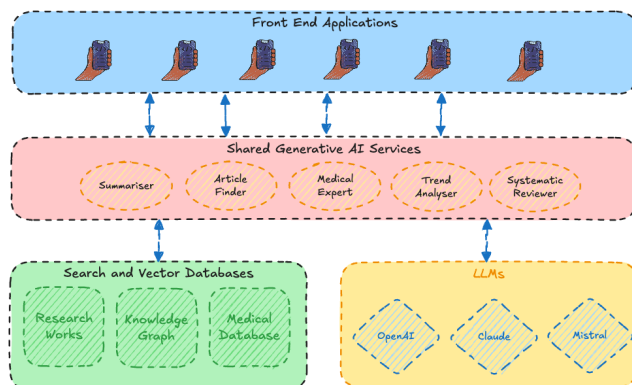 Front End Applications
Shared Generative AI Services
Summariser
Article
Finder
Medical
Expert
Trend
Analyser
Systematic
Reviewer
Search and Vector Databases
Research
Works
Knowledge
Graph
Medical
Database
LLMs
OpenAI
Claude
Mistral